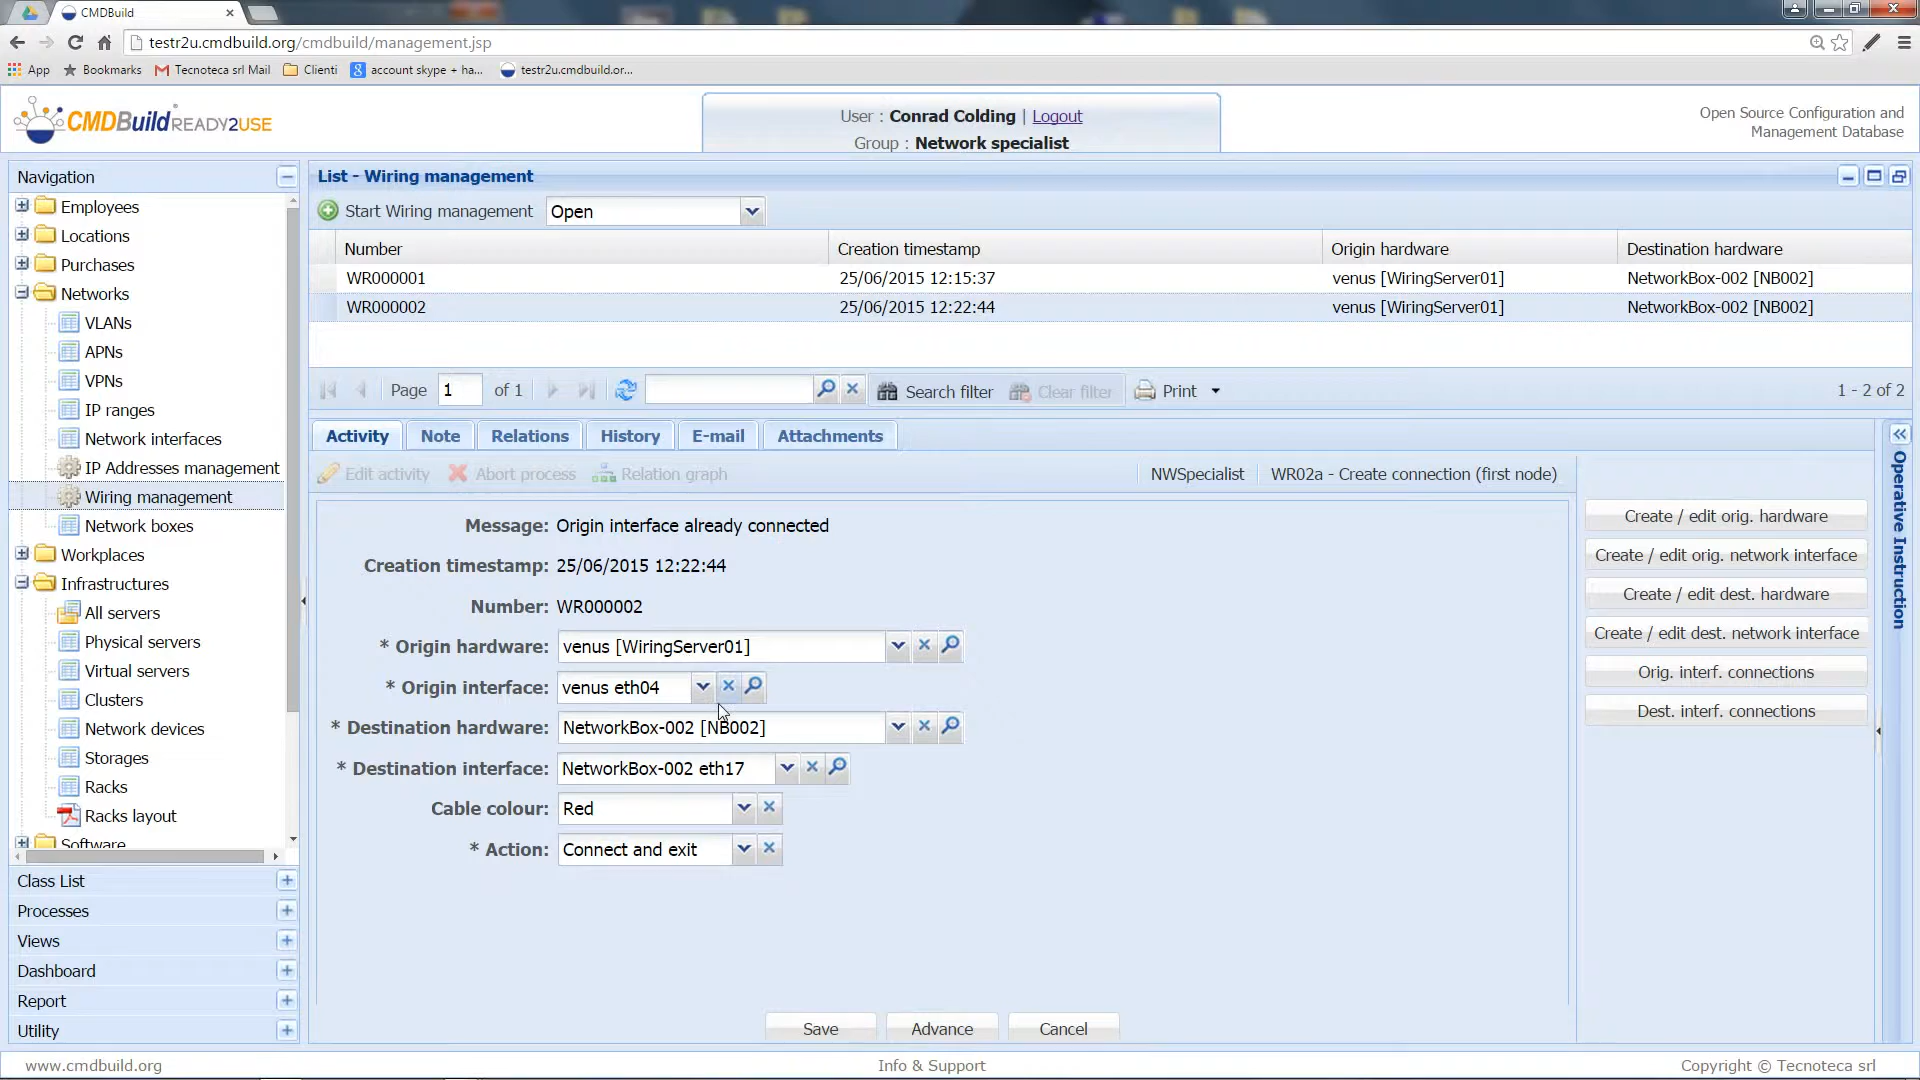 CMDBuild
testr2u.cmdbuild.org/cmdbuild/management.jsp
App Bookmarks Tecnoteca srl Mail Clienti account skype + ha... testr2u.cmdbuild.or...
CMDBuild READY2USE
User : Conrad Colding | Logout
Group : Network specialist
Open Source Configuration and
Management Database
Navigation
Employees
Locations
Purchases
Networks
VLANs
APNs
VPNs
IP ranges
Network interfaces
IP Addresses management
Wiring management
Network boxes
Workplaces
Infrastructures
All servers
Physical servers
Virtual servers
Clusters
Network devices
Storages
Racks
Racks layout
Software
Class List
Processes
Views
Dashboard
Report
Utility
List - Wiring management
Start Wiring management Open
Number Creation timestamp Origin hardware Destination hardware
WR000001 25/06/2015 12:15:37 venus [WiringServer01] NetworkBox-002 [NB002]
WR000002 25/06/2015 12:22:44 venus [WiringServer01] NetworkBox-002 [NB002]
Page 1 of 1 Search filter Clear filter Print 1 - 2 of 2
Activity Note Relations History E-mail Attachments
Edit activity Abort process Relation graph NWSpecialist WR02a - Create connection (first node)
Message: Origin interface already connected
Creation timestamp: 25/06/2015 12:22:44
Number: WR000002
* Origin hardware: venus [WiringServer01]
* Origin interface: venus eth04
* Destination hardware: NetworkBox-002 [NB002]
* Destination interface: NetworkBox-002 eth17
Cable colour: Red
* Action: Connect and exit
Create / edit orig. hardware
Create / edit orig. network interface
Create / edit dest. hardware
Create / edit dest. network interface
Orig. interf. connections
Dest. interf. connections
Operative Instruction
Save Advance Cancel
www.cmdbuild.org Info & Support Copyright © Tecnoteca srl